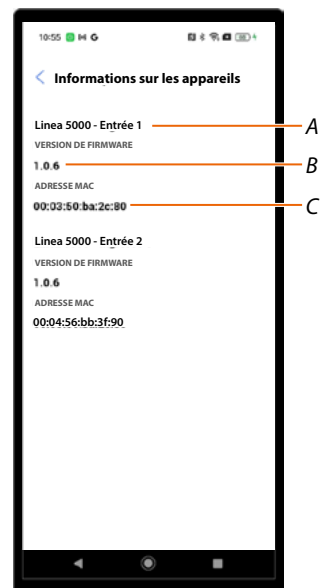 10:55
Informations sur les appareils
Linea 5000 - Entrée 1
A
VERSION DE FIRMWARE
1.0.6
B
ADRESSE MAC
00:03:50:ba:2c:80
C
Linea 5000 - Entrée 2
VERSION DE FIRMWARE
1.0.6
ADRESSE MAC
00:04:56:bb:3f:90